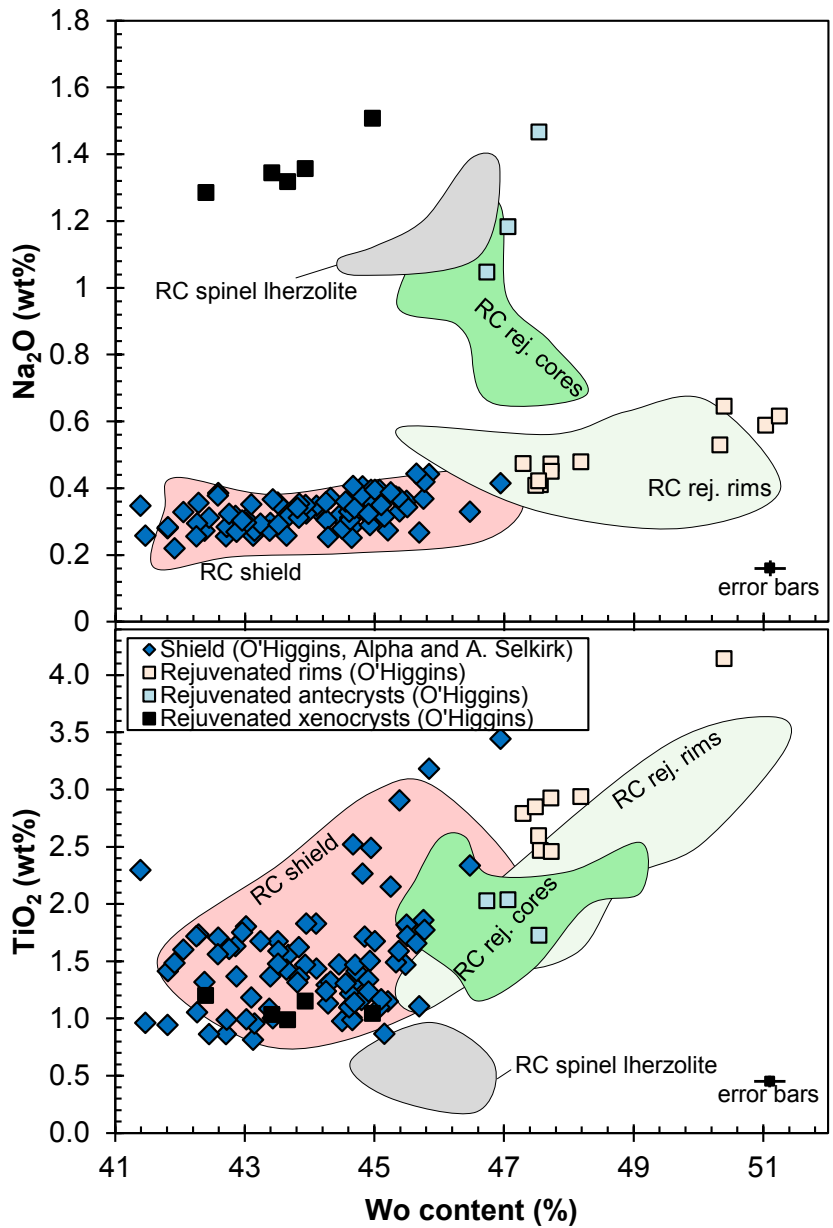 1.8
1.6
1.4
1.2
1
0.8
0.6
0.4
0.2
0
Na₂O (wt%)
RC spinel lherzolite
RC rej. cores
RC rej. rims
RC shield
error bars
Shield (O'Higgins, Alpha and A. Selkirk)
Rejuvenated rims (O'Higgins)
Rejuvenated antecrysts (O'Higgins)
Rejuvenated xenocrysts (O'Higgins)
4.0
3.5
3.0
2.5
2.0
1.5
1.0
0.5
0.0
TiO₂ (wt%)
RC rej. rims
RC shield
RC rej. cores
RC spinel lherzolite
error bars
41 43 45 47 49 51
Wo content (%)